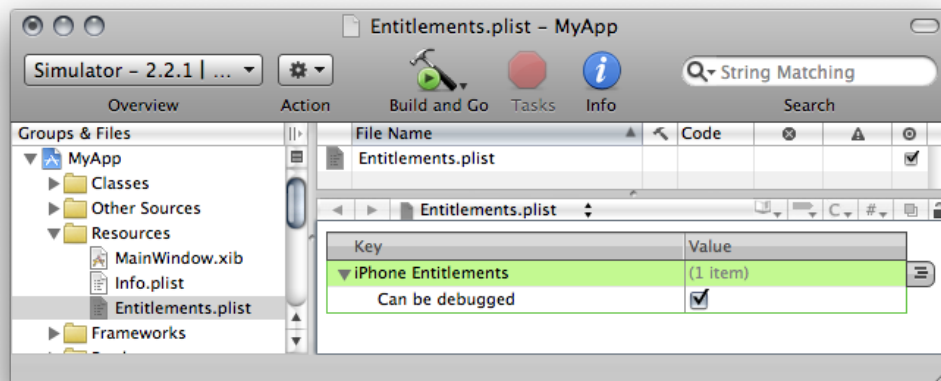 Entitlements.plist – MyApp
Simulator – 2.2.1 | ...
String Matching
Overview Action Build and Go Tasks Info Search
Groups & Files
File Name Code
MyApp
Entitlements.plist
Classes
Other Sources
Entitlements.plist C #
Resources
MainWindow.xib
Key Value
Info.plist
iPhone Entitlements (1 item)
Entitlements.plist
Can be debugged
Frameworks